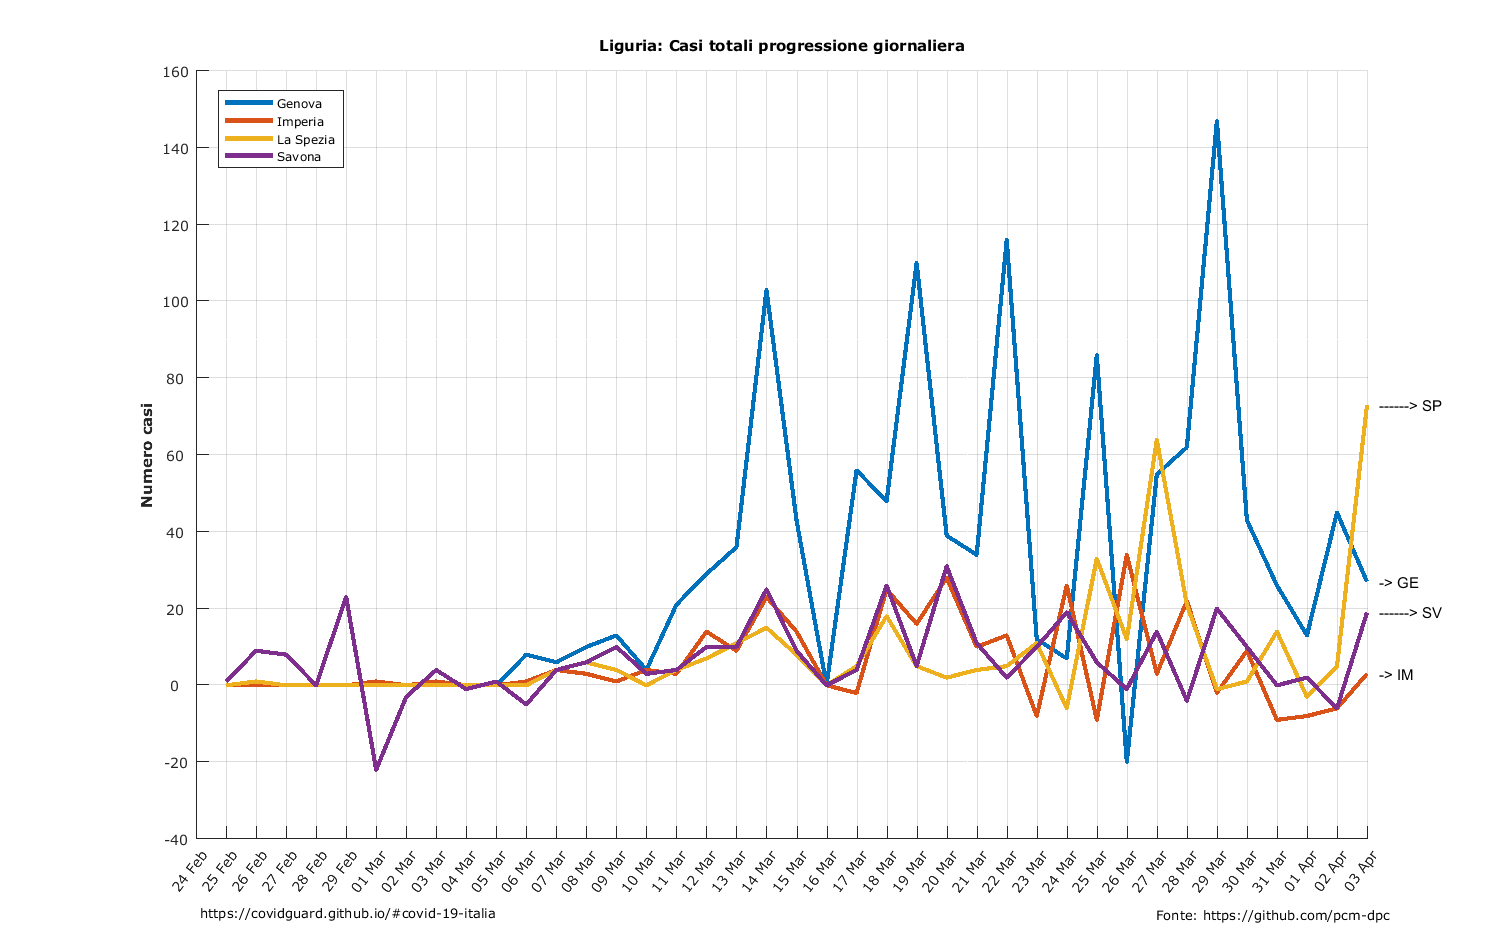 Liguria: Casi totali progressione giornaliera
160
140
120
100
80
60
40
20
0
-20
-40
Numero casi
Genova
Imperia
La Spezia
Savona
------> SP
-> GE
------> SV
-> IM
24 Feb
25 Feb
26 Feb
27 Feb
28 Feb
29 Feb
01 Mar
02 Mar
03 Mar
04 Mar
05 Mar
06 Mar
07 Mar
08 Mar
09 Mar
10 Mar
11 Mar
12 Mar
13 Mar
14 Mar
15 Mar
16 Mar
17 Mar
18 Mar
19 Mar
20 Mar
21 Mar
22 Mar
23 Mar
24 Mar
25 Mar
26 Mar
27 Mar
28 Mar
29 Mar
30 Mar
31 Mar
01 Apr
02 Apr
03 Apr
https://covidguard.github.io/#covid-19-italia
Fonte: https://github.com/pcm-dpc